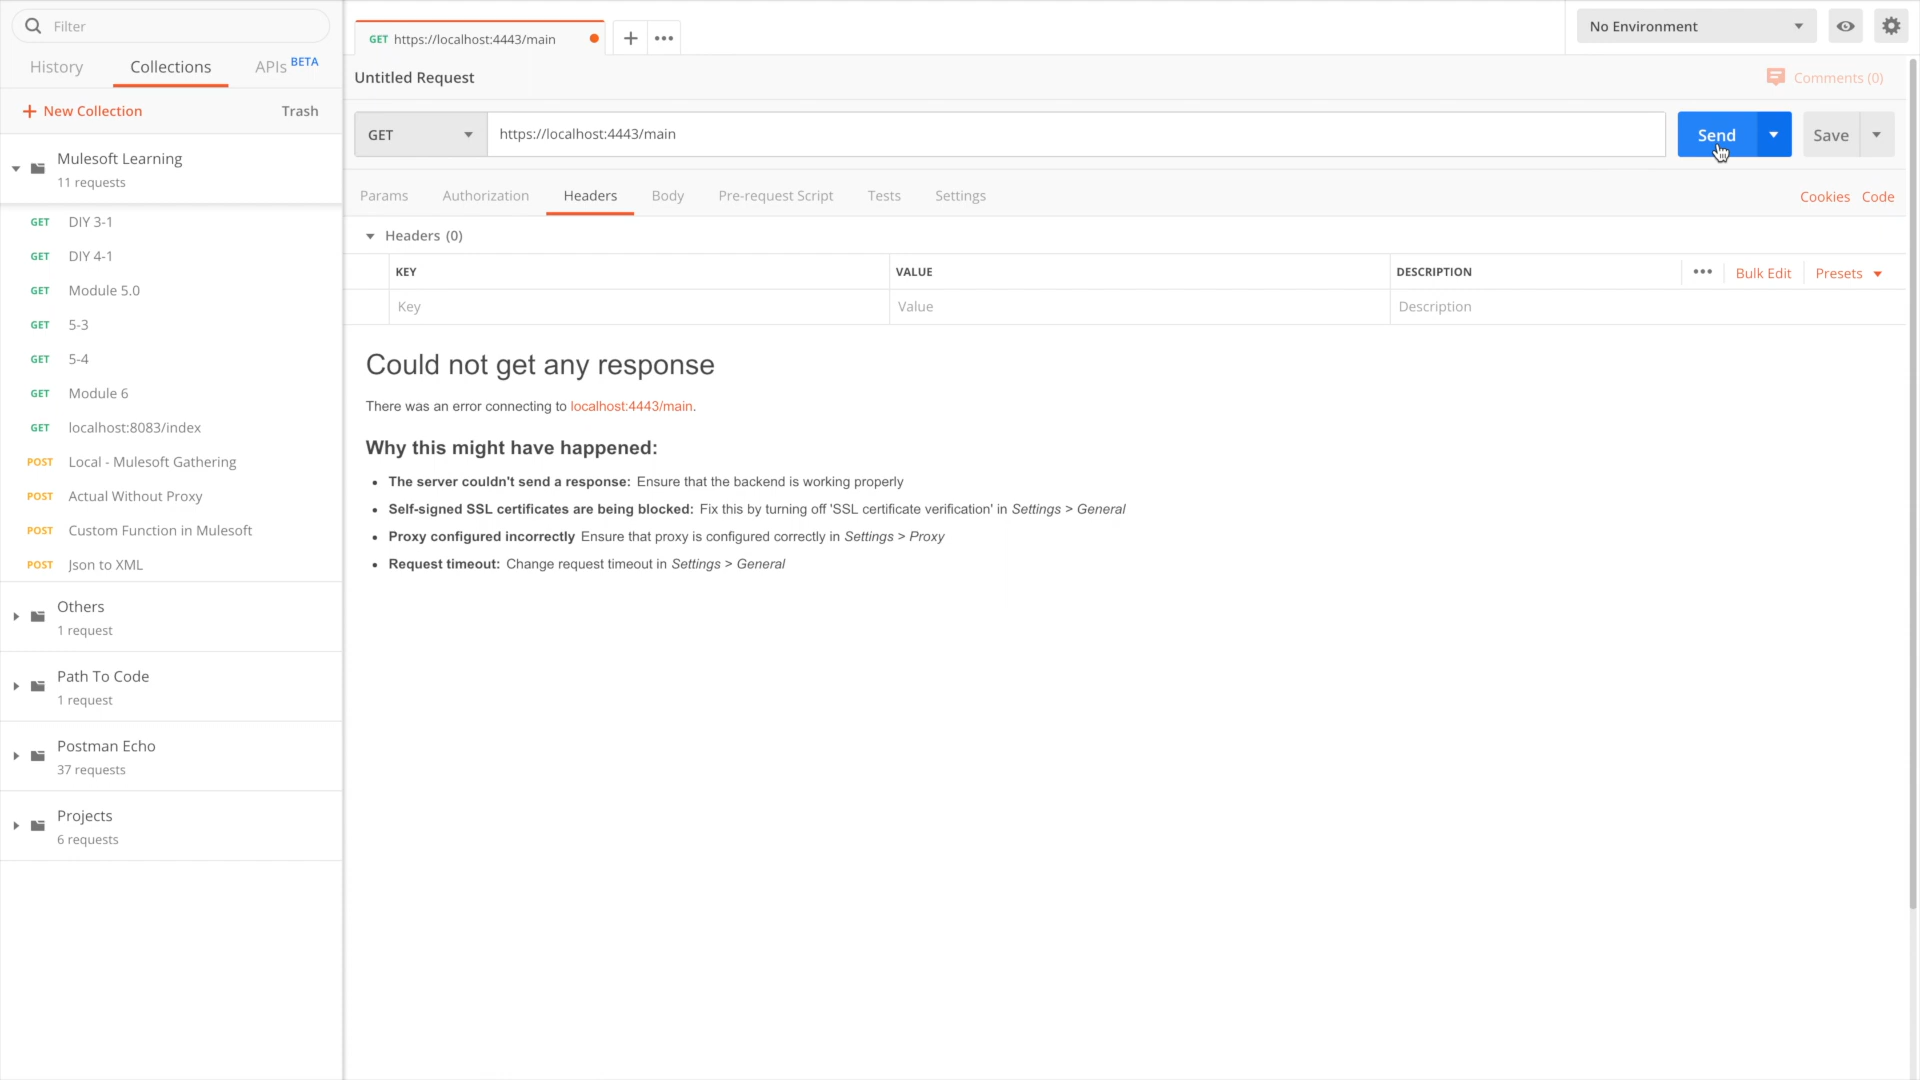 Filter
History
Collections
APIs BETA
New Collection
Trash
Mulesoft Learning
11 requests
GET DIY 3-1
GET DIY 4-1
GET Module 5.0
GET 5-3
GET 5-4
GET Module 6
GET localhost:8083/index
POST Local - Mulesoft Gathering
POST Actual Without Proxy
POST Custom Function in Mulesoft
POST Json to XML
Others
1 request
Path To Code
1 request
Postman Echo
37 requests
Projects
6 requests
GET https://localhost:4443/main
No Environment
Untitled Request
Comments (0)
GET
https://localhost:4443/main
Send
Save
Params Authorization Headers Body Pre-request Script Tests Settings
Cookies Code
Headers (0)
KEY VALUE DESCRIPTION
Bulk Edit Presets
Key Value Description
Could not get any response
There was an error connecting to localhost:4443/main.
Why this might have happened:
• The server couldn't send a response: Ensure that the backend is working properly
• Self-signed SSL certificates are being blocked: Fix this by turning off 'SSL certificate verification' in Settings > General
• Proxy configured incorrectly Ensure that proxy is configured correctly in Settings > Proxy
• Request timeout: Change request timeout in Settings > General